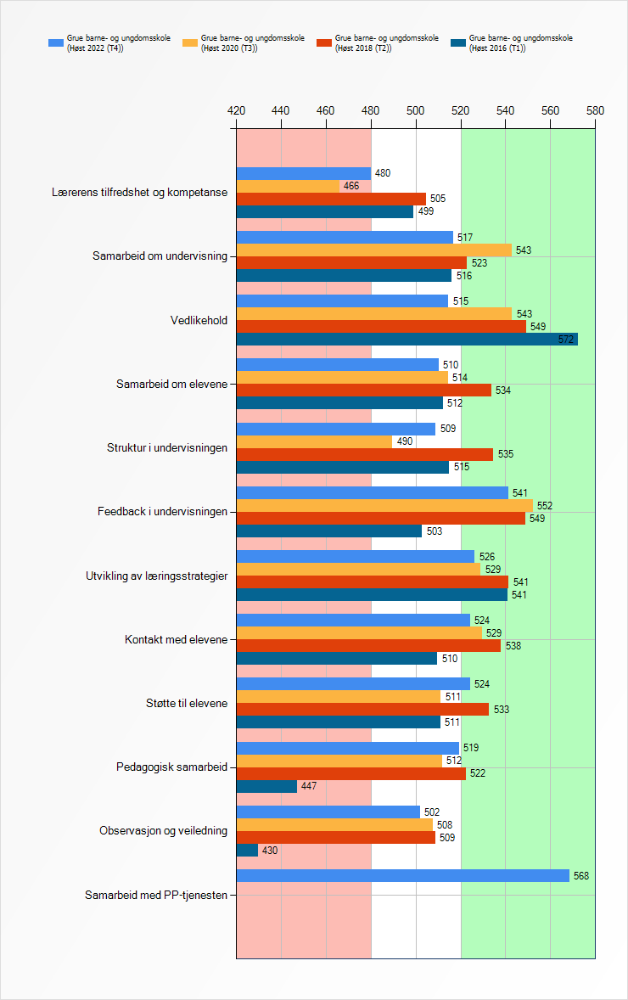 Grue barne- og ungdomsskole
(Høst 2022 (T4))
Grue barne- og ungdomsskole
(Høst 2020 (T3))
Grue barne- og ungdomsskole
(Høst 2018 (T2))
Grue barne- og ungdomsskole
(Høst 2016 (T1))
420 440 460 480 500 520 540 560 580
Lærerens tilfredshet og kompetanse
480
466
505
499
Samarbeid om undervisning
517
543
523
516
Vedlikehold
515
543
549
572
Samarbeid om elevene
510
514
534
512
Struktur i undervisningen
509
490
535
515
Feedback i undervisningen
541
552
549
503
Utvikling av læringsstrategier
526
529
541
541
Kontakt med elevene
524
529
538
510
Støtte til elevene
524
511
533
511
Pedagogisk samarbeid
519
512
522
447
Observasjon og veiledning
502
508
509
430
Samarbeid med PP-tjenesten
568